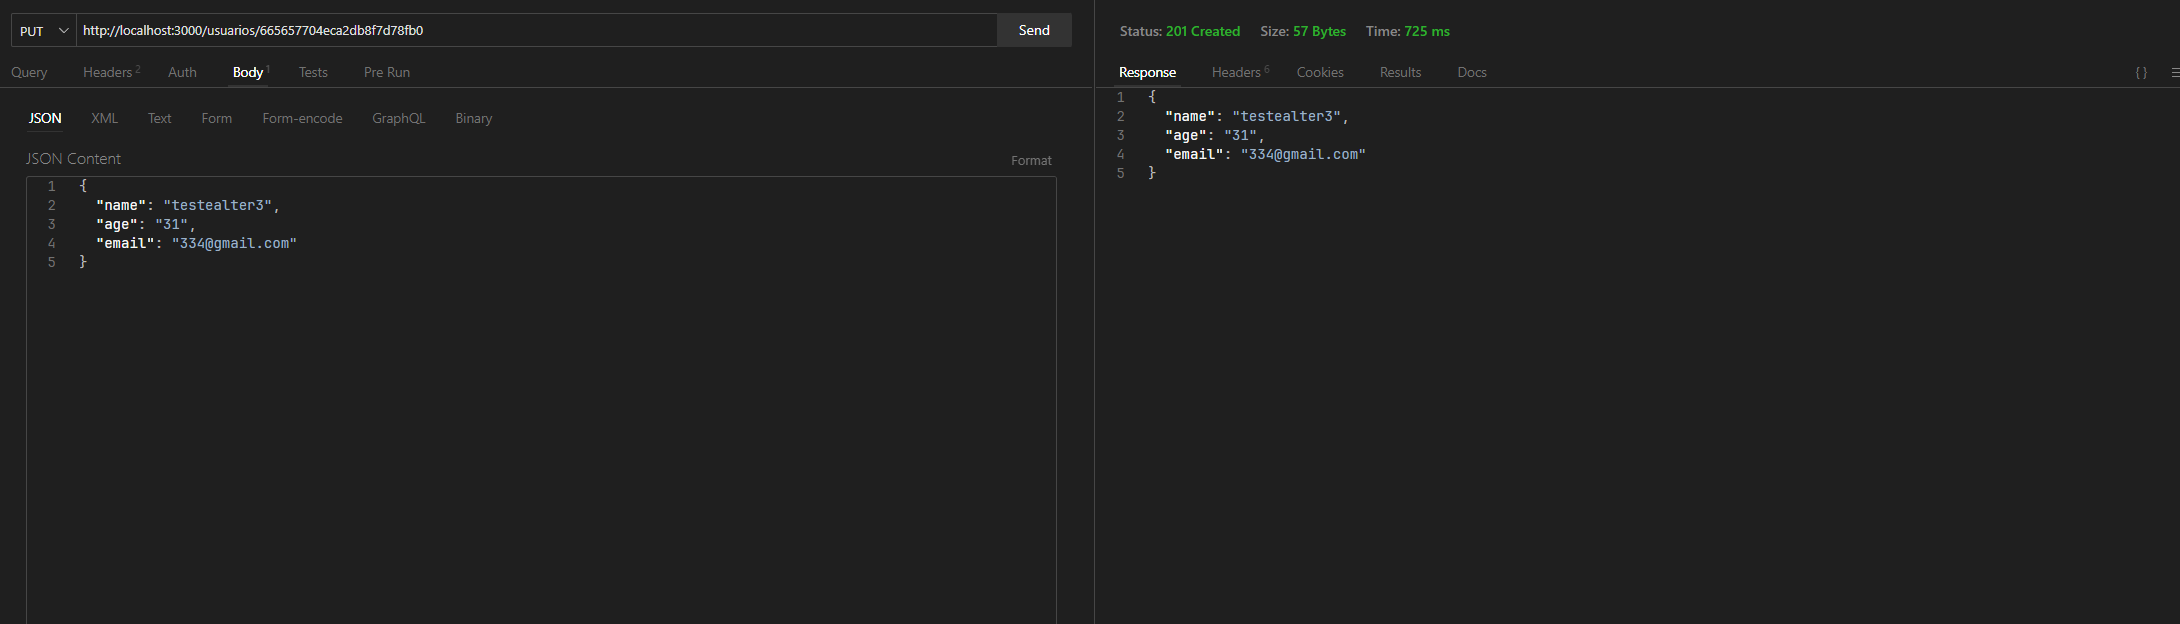 PUT http://localhost:3000/usuarios/665657704eca2db8f7d78fb0 Send
Query Headers 2 Auth Body 1 Tests Pre Run
JSON XML Text Form Form-encode GraphQL Binary
JSON Content Format
1 {
2 "name": "testealter3",
3 "age": "31",
4 "email": "334@gmail.com"
5 }
Status: 201 Created Size: 57 Bytes Time: 725 ms
Response Headers 6 Cookies Results Docs { }
1 {
2 "name": "testealter3",
3 "age": "31",
4 "email": "334@gmail.com"
5 }